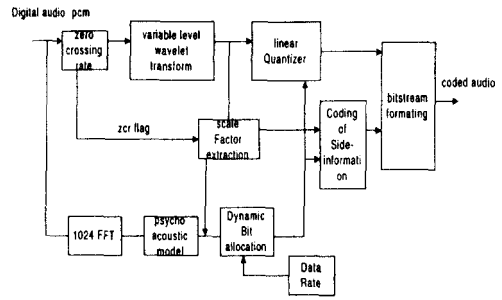 Digital audio pcm
zero
crossing
rate
variable level
wavelet
transform
linear
Quantizer
bitstream
formating
coded audio
zcr flag
scale
Factor
extraction
Coding
of
Side-
informati
on
1024 FFT
psycho
acoustic
model
Dynamic
Bit
allocation
Data
Rate